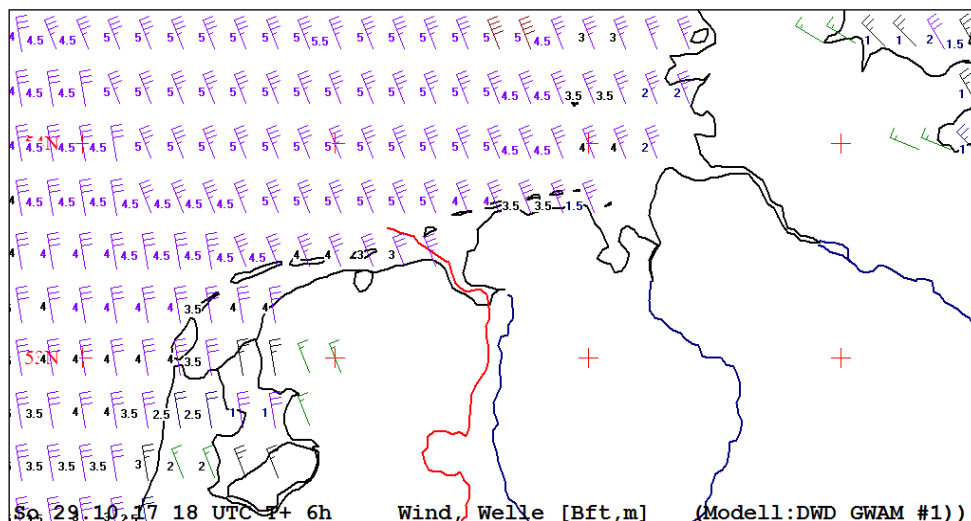 4 4.5 4.5 5 5 5 5 5 5 5.5 5 5 5 5 5 5 4.5 3 3 1 1 2 1.5
4.5 4.5 5 5 5 5 5 5 5 5 5 5 5 4.5 4.5 3.5 3.5 2 2 1
4.5 4.5 4.5 5 5 5 5 5 5 5 5 5 5 5 4.5 4.5 4 4 2 1
4 4.5 4.5 4.5 4.5 4.5 4.5 4.5 5 5 5 5 5 4 4 3.5 3.5 1.5
4 4 4 4 4 4.5 4.5 4.5 4 4 3 3
4 4 4 4 3.5 4 4 4
53N 4 4 4 4 4 3.5
3.5 4 4 3.5 2.5 2.5 1 1
3.5 3.5 3.5 3 2 2
So 29.10.17 18 UTC T+ 6h Wind, Welle [Bft,m] (Modell:DWD GWAM #1))